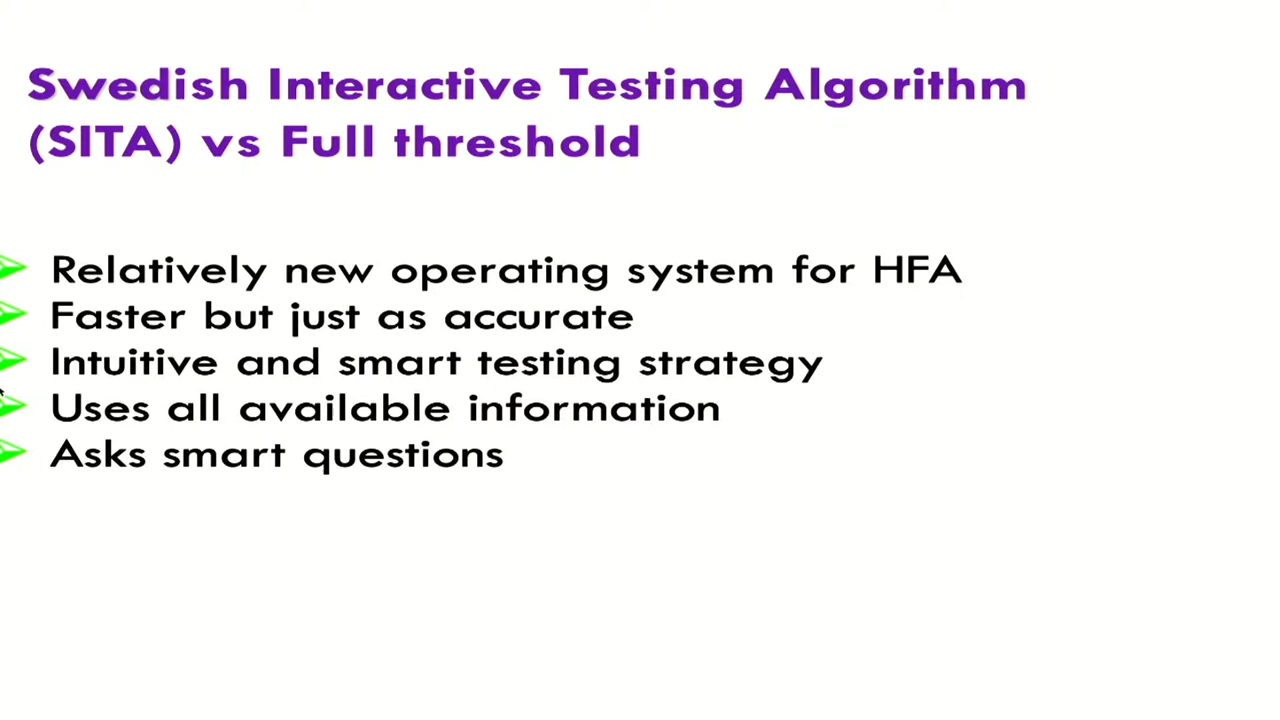 Swedish Interactive Testing Algorithm
(SITA) vs Full threshold
Relatively new operating system for HFA
Faster but just as accurate
Intuitive and smart testing strategy
Uses all available information
Asks smart questions